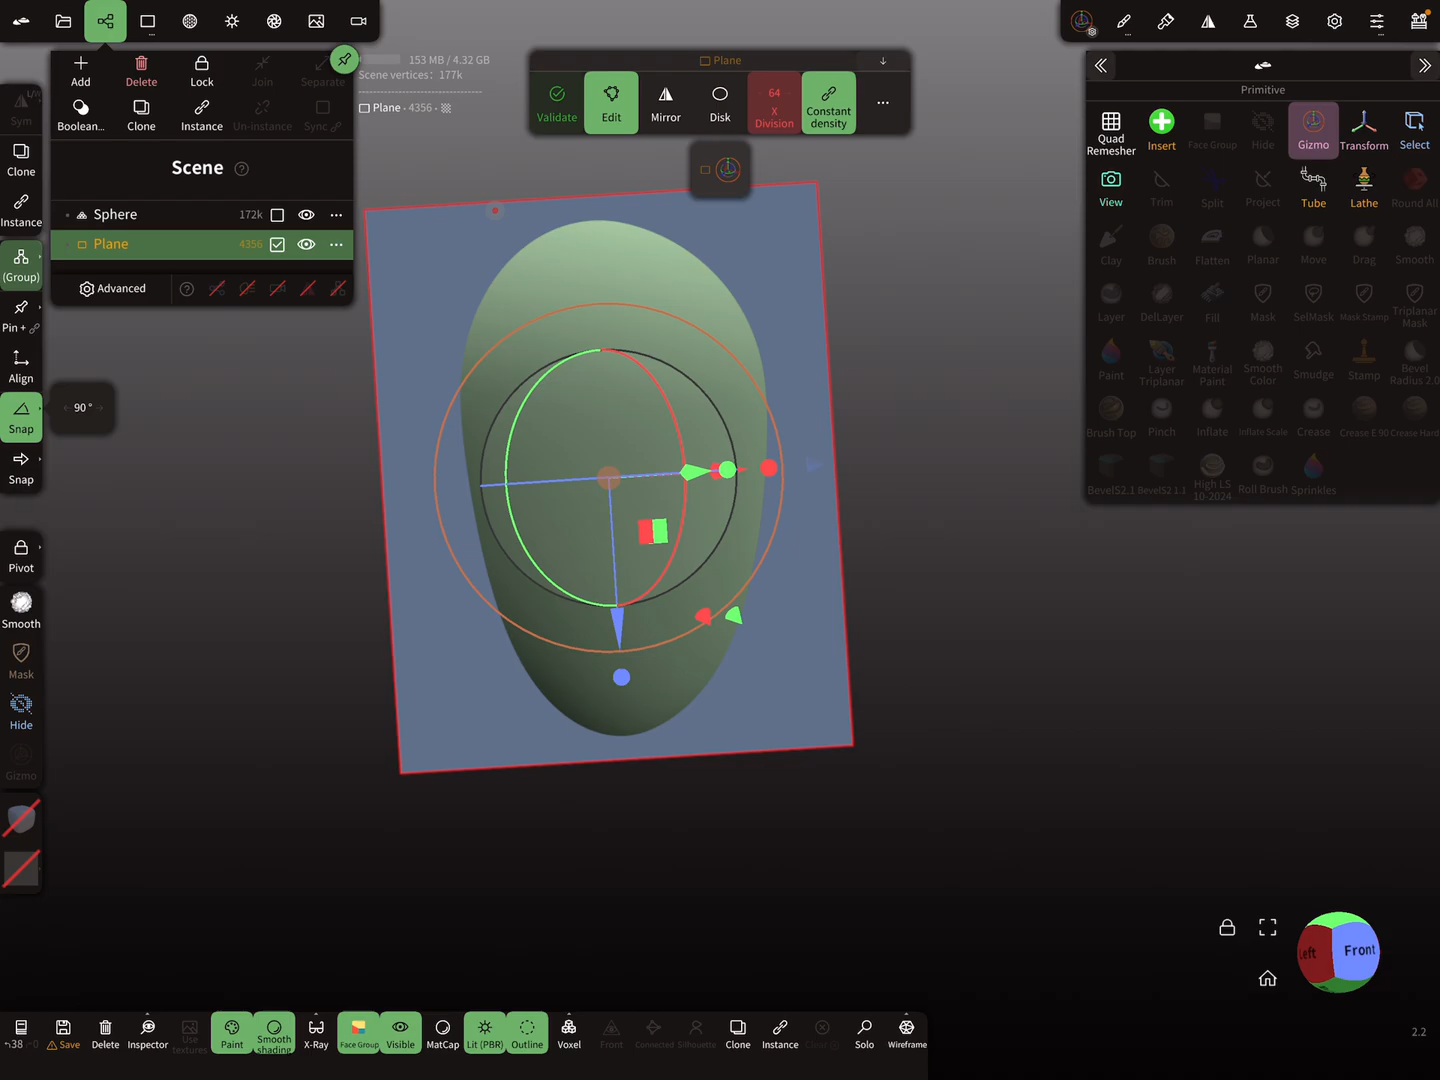 153 MB / 4.32 GB
Scene vertices: 177k
Plane - 4356 -
Add
Delete
Lock
Join
Separate
Boolean...
Clone
Instance
Un-instance
Sync
Scene
Sphere 172k
Plane 4356
Advanced
Sym
Clone
Instance
(Group)
Pin +
Align
Snap
90 °
Snap
Pivot
Smooth
Mask
Hide
Gizmo
Plane
Validate
Edit
Mirror
Disk
64
X
Division
Constant
density
Primitive
Quad
Remesher
Insert
Face Group
Hide
Gizmo
Transform
Select
View
Trim
Split
Project
Tube
Lathe
Round All
Clay
Brush
Flatten
Planar
Move
Drag
Smooth
Layer
DelLayer
Fill
Mask
SelMask
Mask Stamp
Triplanar
Mask
Paint
Layer
Triplanar
Material
Paint
Smooth
Color
Smudge
Stamp
Bevel
Radius 2.0
Brush Top
Pinch
Inflate
Inflate Scale
Crease
Crease E 90
Crease Hard
BevelS2.1
BevelS2 1.1
High LS
10-2024
Roll Brush
Sprinkles
Left
Front
2.2
38
0
Save
Delete
Inspector
Use
textures
Paint
Smooth
shading
X-Ray
Face Group
Visible
MatCap
Lit (PBR)
Outline
Voxel
Front
Connected
Silhouette
Clone
Instance
Solo
Wireframe